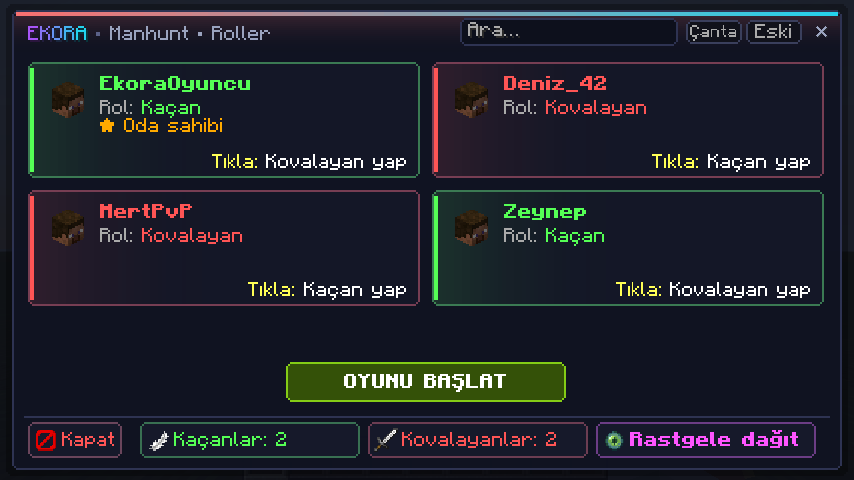 EKORA • Manhunt • Roller
Ara...
Çanta
Eski
×
EkoraOyuncu
Rol: Kaçan
★ Oda sahibi
Tıkla: Kovalayan yap
Deniz_42
Rol: Kovalayan
Tıkla: Kaçan yap
MertPvP
Rol: Kovalayan
Tıkla: Kaçan yap
Zeynep
Rol: Kaçan
Tıkla: Kovalayan yap
OYUNU BAŞLAT
Kapat
Kaçanlar: 2
Kovalayanlar: 2
Rastgele dağıt